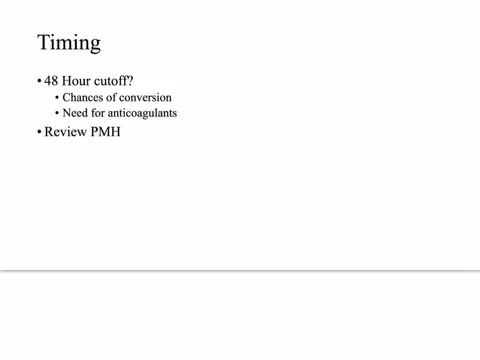 Timing
• 48 Hour cutoff?
• Chances of conversion
• Need for anticoagulants
• Review PMH